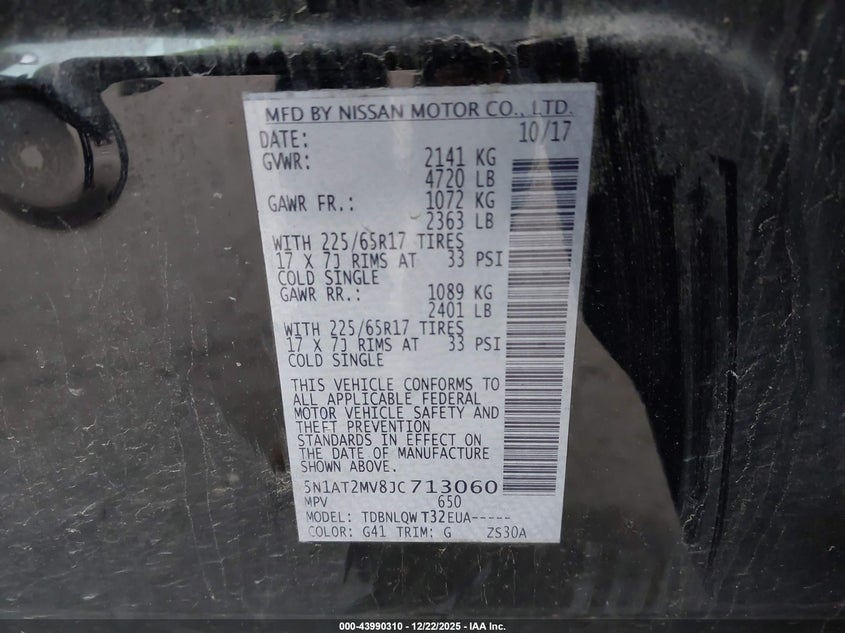 MFD BY NISSAN MOTOR CO., LTD.
DATE: 10/17
GVWR: 2141 KG
4720 LB
GAWR FR.: 1072 KG
2363 LB
WITH 225/65R17 TIRES
17 X 7J RIMS AT 33 PSI
COLD SINGLE
GAWR RR.: 1089 KG
2401 LB
WITH 225/65R17 TIRES
17 X 7J RIMS AT 33 PSI
COLD SINGLE
THIS VEHICLE CONFORMS TO
ALL APPLICABLE FEDERAL
MOTOR VEHICLE SAFETY AND
THEFT PREVENTION
STANDARDS IN EFFECT ON
THE DATE OF MANUFACTURE
SHOWN ABOVE.
5N1AT2MV8JC713060
MPV 650
MODEL: TDBNLQW T32EUA-----
COLOR: G41 TRIM: G ZS30A
000-43990310 - 12/22/2025 - IAA Inc.